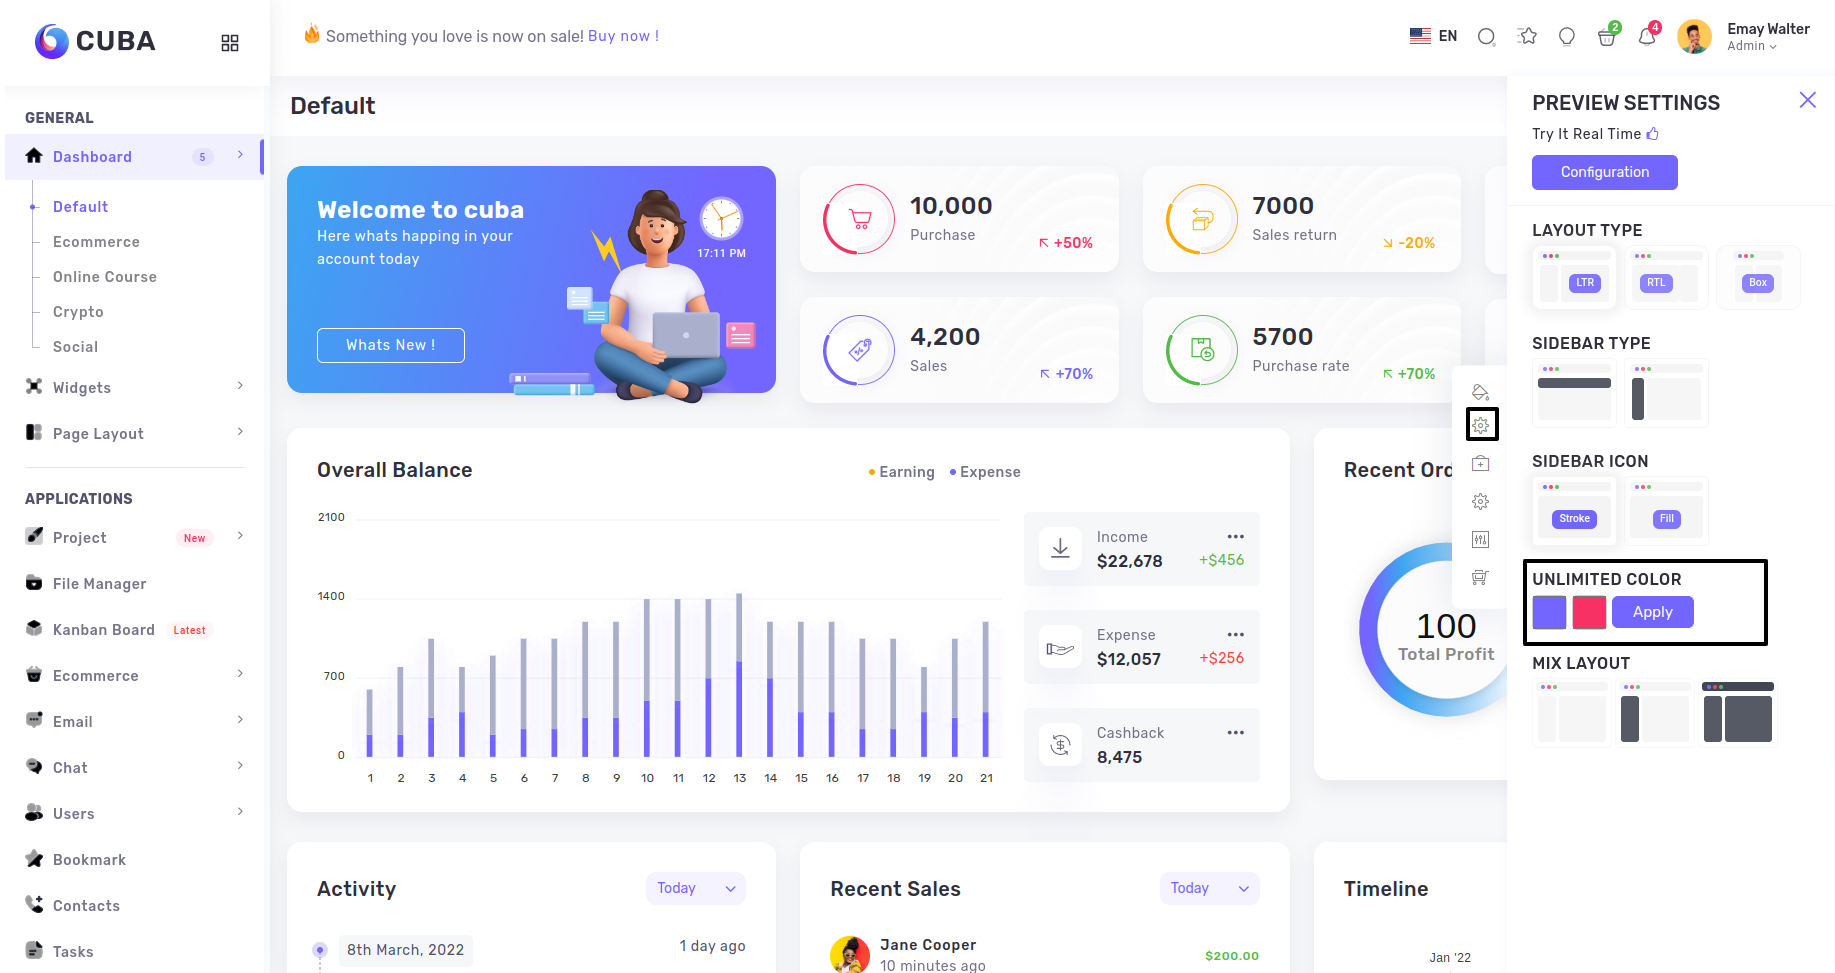 CUBA
Something you love is now on sale! Buy now !
EN
2
4
Emay Walter
Admin
GENERAL
Dashboard 5
Default
Ecommerce
Online Course
Crypto
Social
Widgets
Page Layout
APPLICATIONS
Project New
File Manager
Kanban Board Latest
Ecommerce
Email
Chat
Users
Bookmark
Contacts
Tasks
Default
Welcome to cuba
Here whats happing in your
account today
17:11 PM
Whats New !
10,000
Purchase
+50%
7000
Sales return
-20%
4,200
Sales
+70%
5700
Purchase rate
+70%
Overall Balance
Earning Expense
2100
1400
700
0
1 2 3 4 5 6 7 8 9 10 11 12 13 14 15 16 17 18 19 20 21
Income
$22,678 +$456
Expense
$12,057 +$256
Cashback
8,475
Recent Ord
100
Total Profit
Activity Today
8th March, 2022 1 day ago
Recent Sales Today
Jane Cooper
10 minutes ago
$200.00
Timeline
Jan '22
PREVIEW SETTINGS
Try It Real Time
Configuration
LAYOUT TYPE
LTR RTL Box
SIDEBAR TYPE
SIDEBAR ICON
Stroke Fill
UNLIMITED COLOR
Apply
MIX LAYOUT